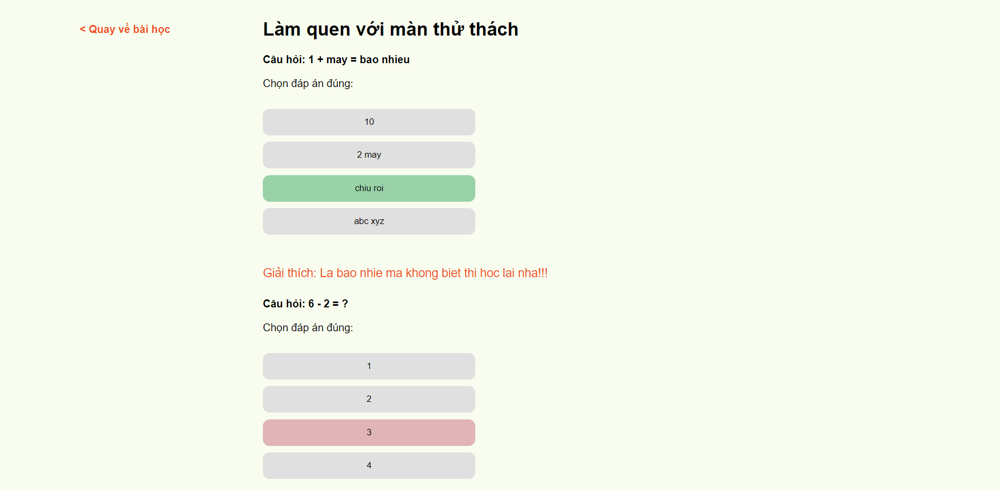 < Quay về bài học
Làm quen với màn thử thách
Câu hỏi: 1 + may = bao nhieu
Chọn đáp án đúng:
10
2 may
chiu roi
abc xyz
Giải thích: La bao nhie ma khong biet thi hoc lai nha!!!
Câu hỏi: 6 - 2 = ?
Chọn đáp án đúng:
1
2
3
4